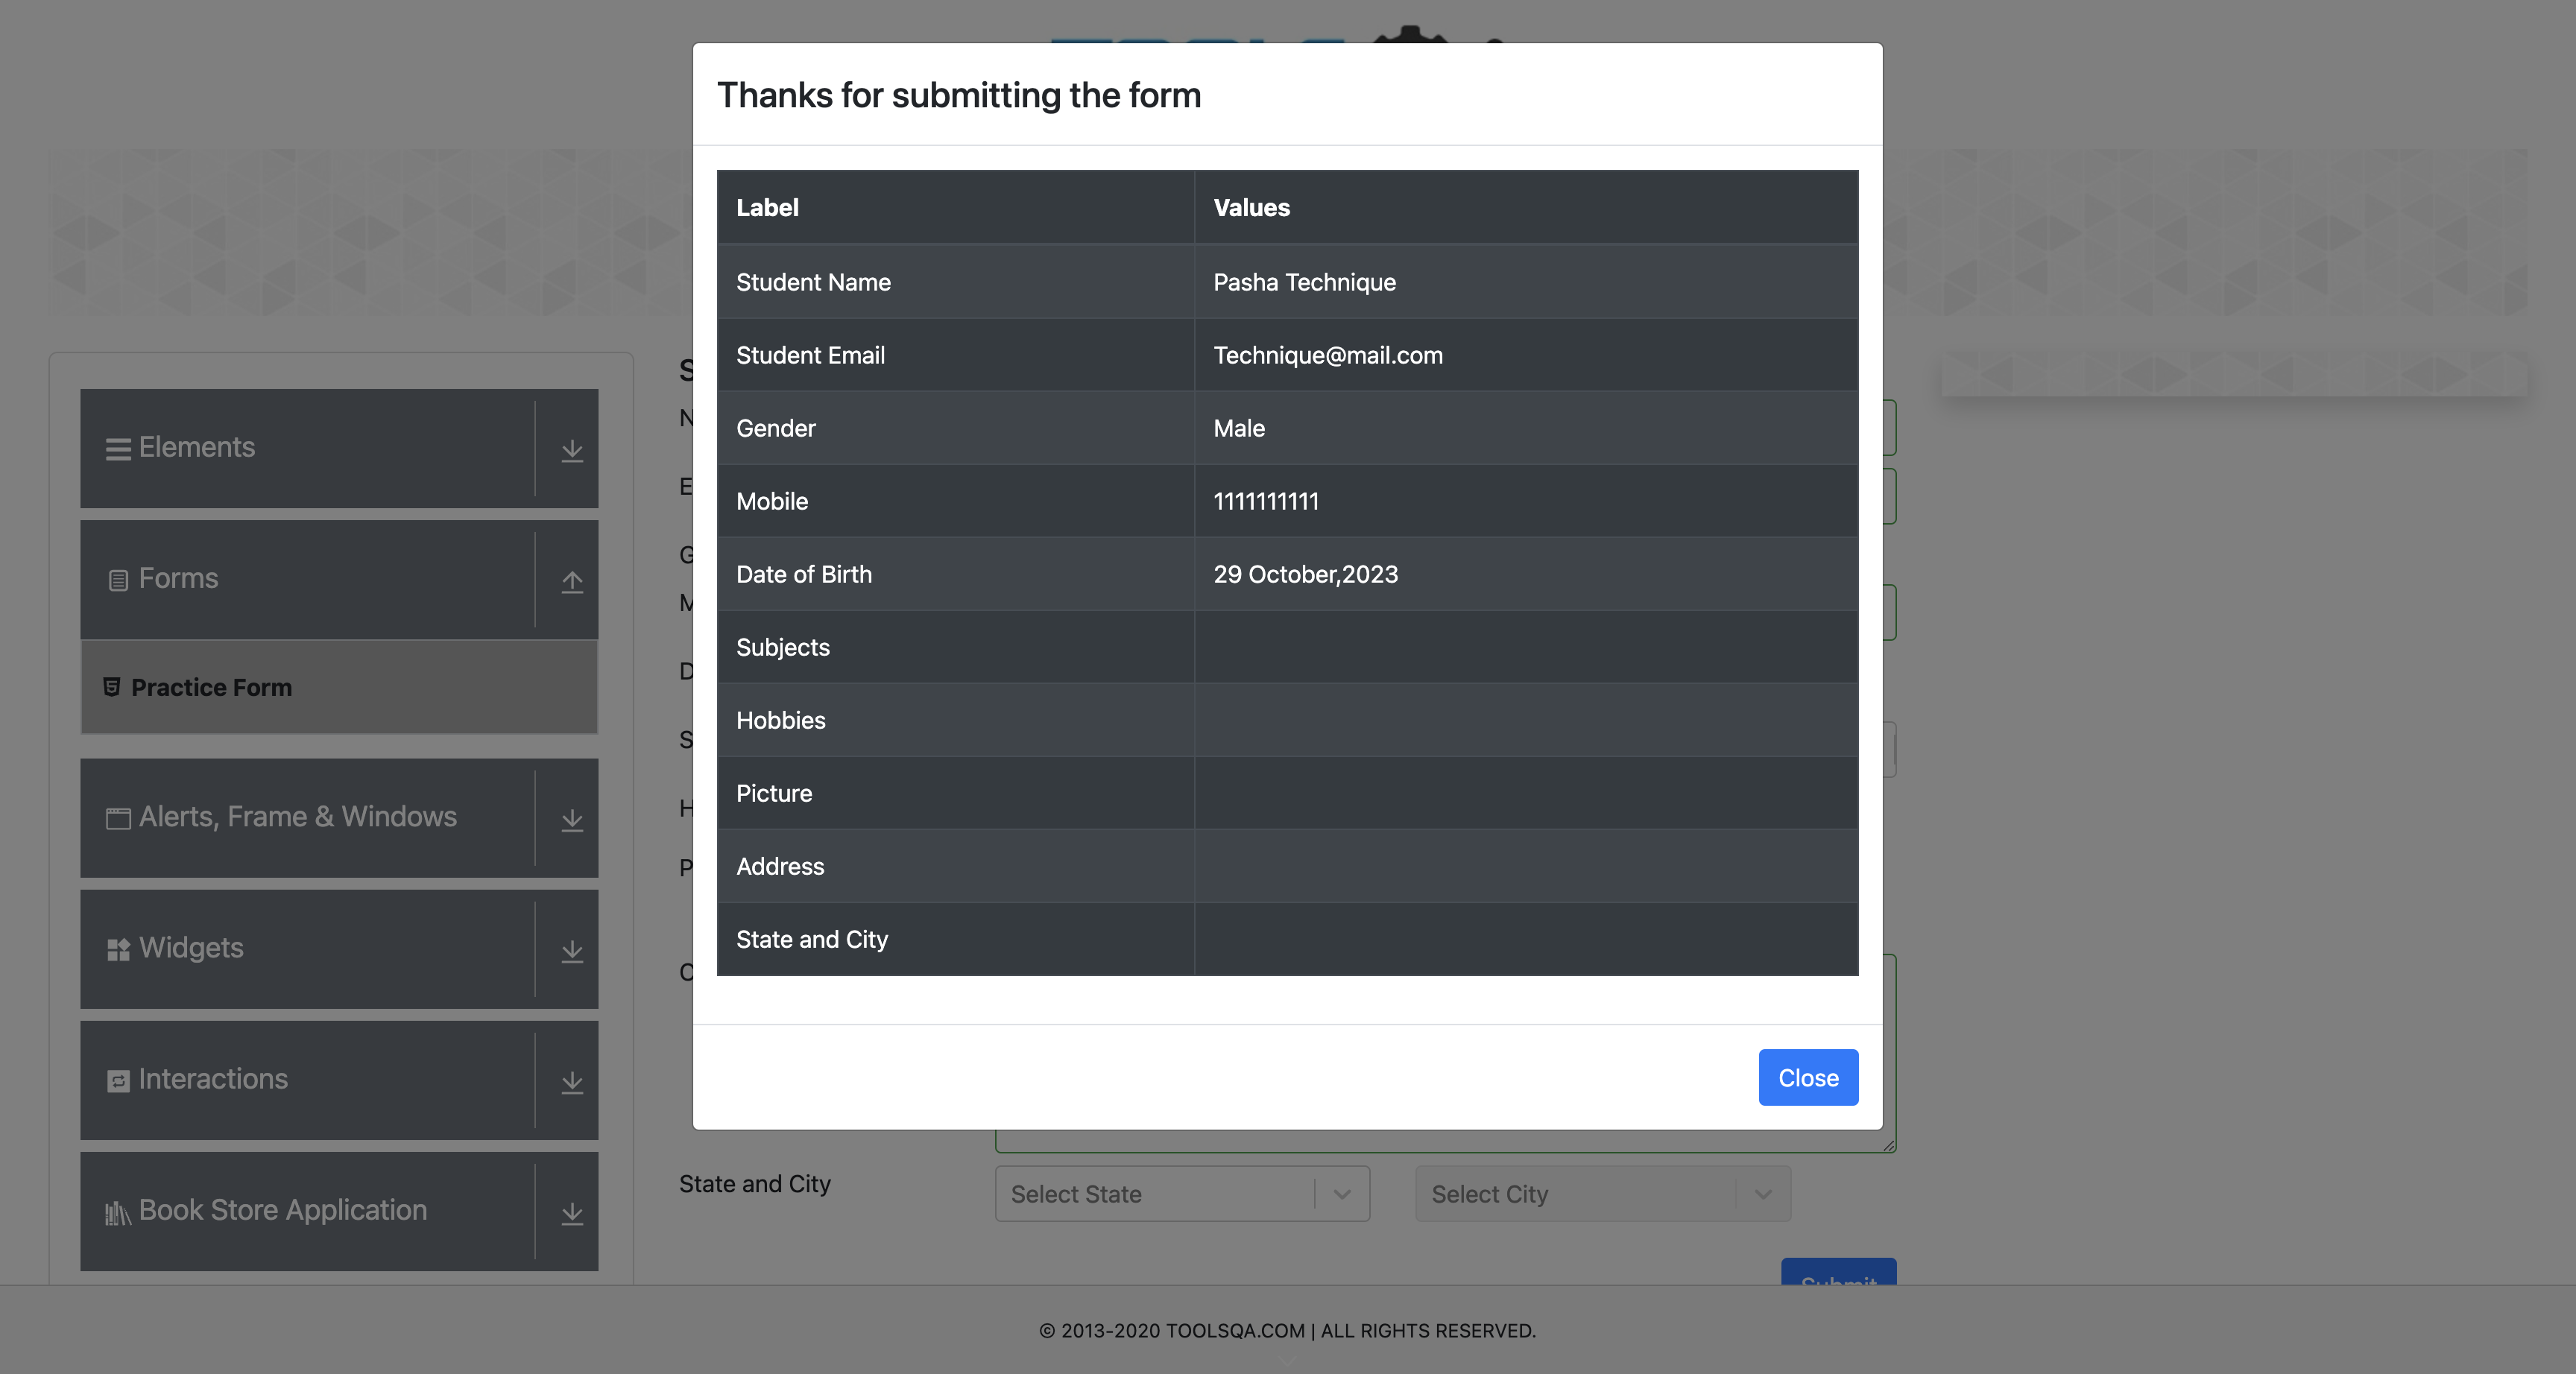 Thanks for submitting the form
Label Values
Student Name Pasha Technique
Student Email Technique@mail.com
Gender Male
Mobile 1111111111
Date of Birth 29 October,2023
Subjects
Hobbies
Picture
Address
State and City
Close
Elements
Forms
Practice Form
Alerts, Frame & Windows
Widgets
Interactions
Book Store Application
State and City Select State Select City
Submit
© 2013-2020 TOOLSQA.COM | ALL RIGHTS RESERVED.